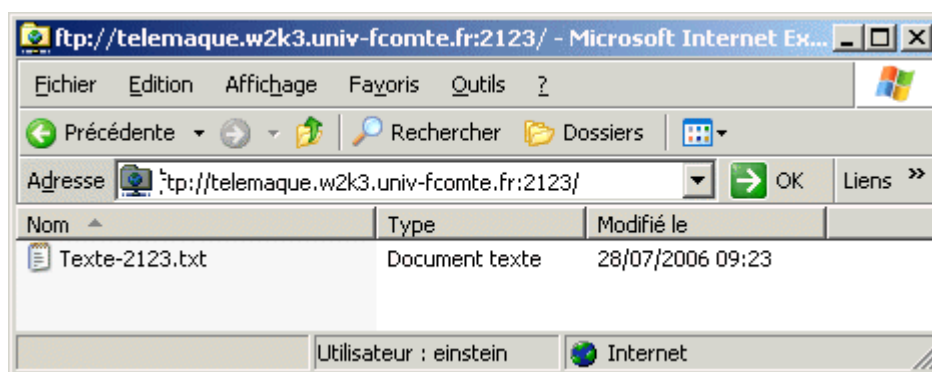 ftp://telemaque.w2k3.univ-fcomte.fr:2123/ - Microsoft Internet Ex...
Fichier Edition Affichage Favoris Outils ?
Précédente Rechercher Dossiers
Adresse tp://telemaque.w2k3.univ-fcomte.fr:2123/ OK Liens »
Nom Type Modifié le
Texte-2123.txt Document texte 28/07/2006 09:23
Utilisateur : einstein Internet